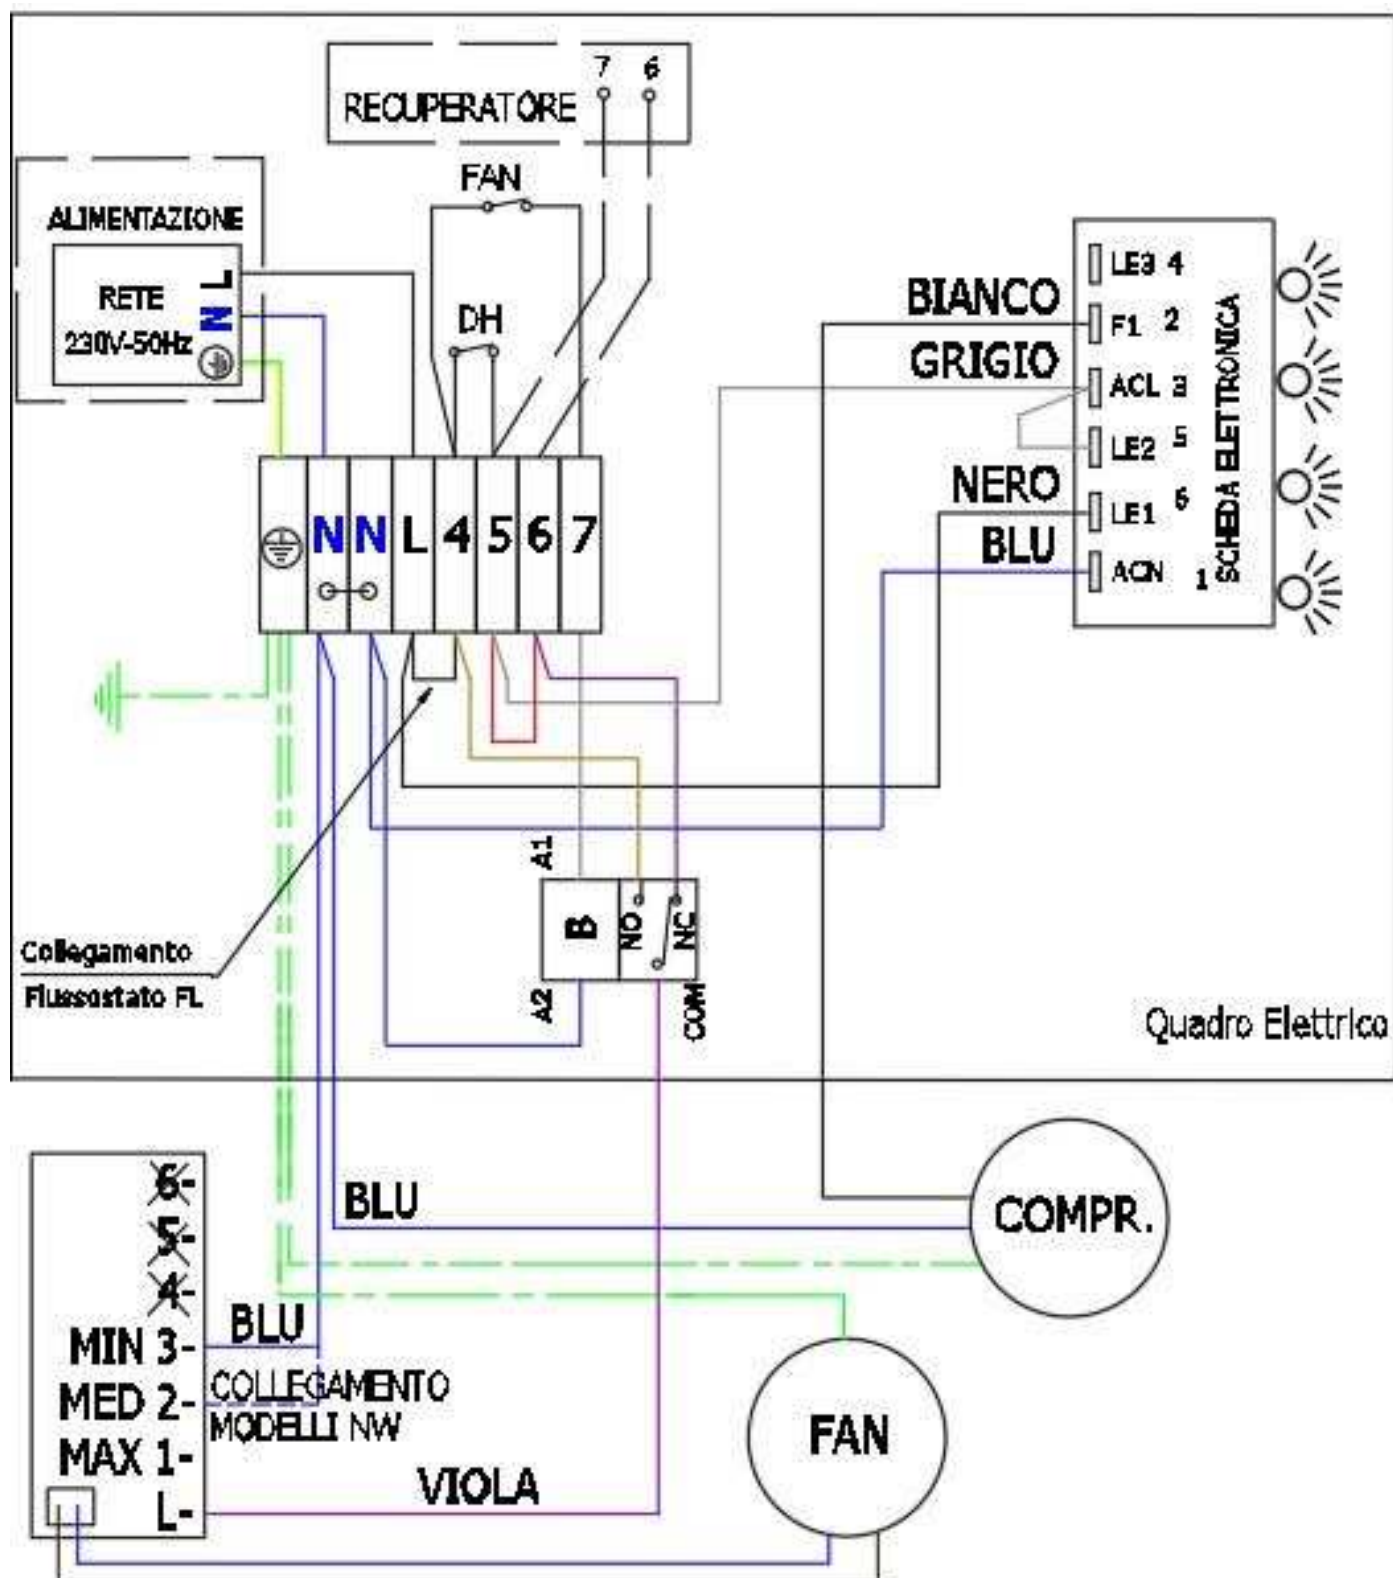 7 6
RECUPERATORE
FAN
ALIMENTAZIONE
RETE
230V-50Hz
L
N
DH
BIANCO
GRIGIO
NERO
BLU
LE3 4
F1 2
ACL 3
LE2 5
LE1 6
ACN 1
SCHEDA ELETTRONICA
N N L 4 5 6 7
A1
B
A2
NO
NC
COM
Collegamento
Flussostato FL
Quadro Elettrico
6-
5-
4-
MIN 3-
MED 2-
MAX 1-
L-
BLU
BLU
COLLEGAMENTO
MODELLI NW
VIOLA
COMPR.
FAN